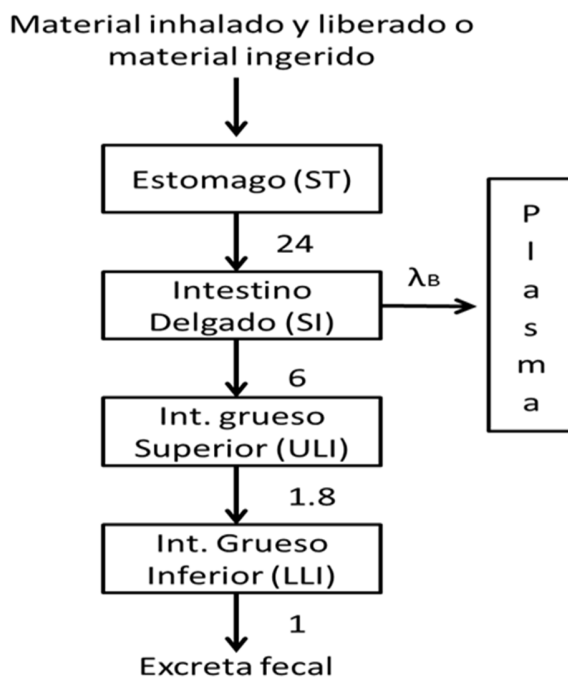 Material inhalado y liberado o
material ingerido
Estomago (ST)
24
Intestino
Delgado (SI)
λB
Plasma
6
Int. grueso
Superior (ULI)
1.8
Int. Grueso
Inferior (LLI)
1
Excreta fecal